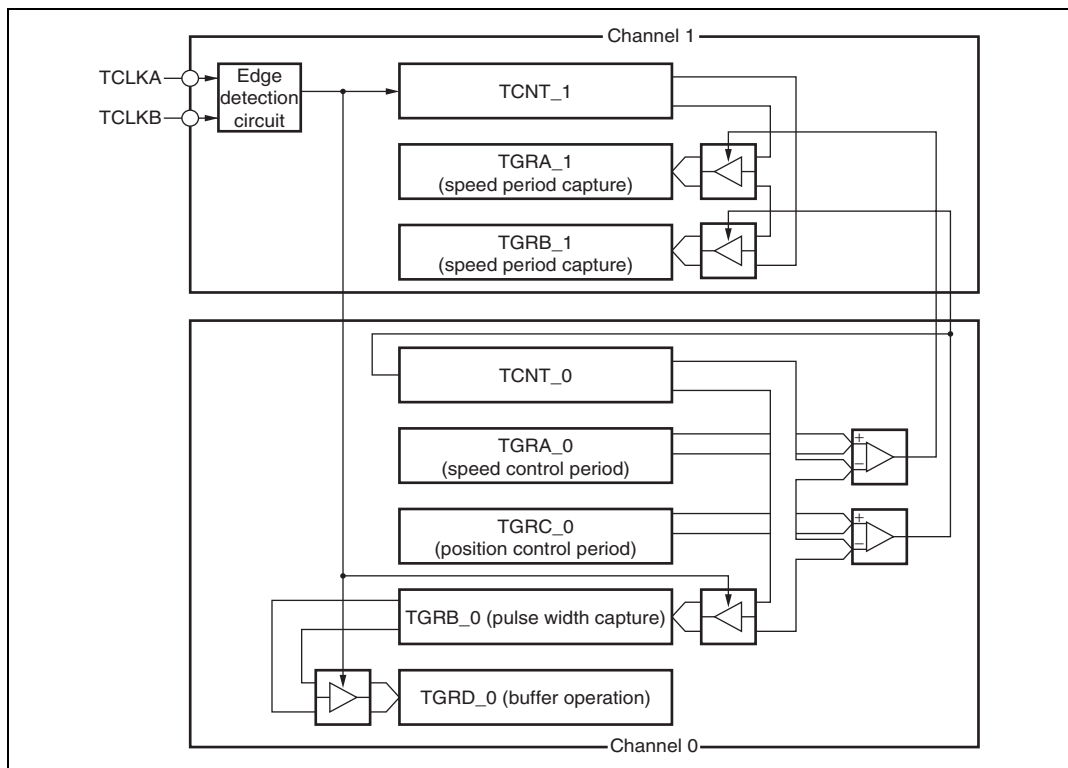 Channel 1
TCLKA
TCLKB
Edge
detection
circuit
TCNT_1
TGRA_1
(speed period capture)
TGRB_1
(speed period capture)
TCNT_0
TGRA_0
(speed control period)
+
−
TGRC_0
(position control period)
+
−
TGRB_0 (pulse width capture)
TGRD_0 (buffer operation)
Channel 0